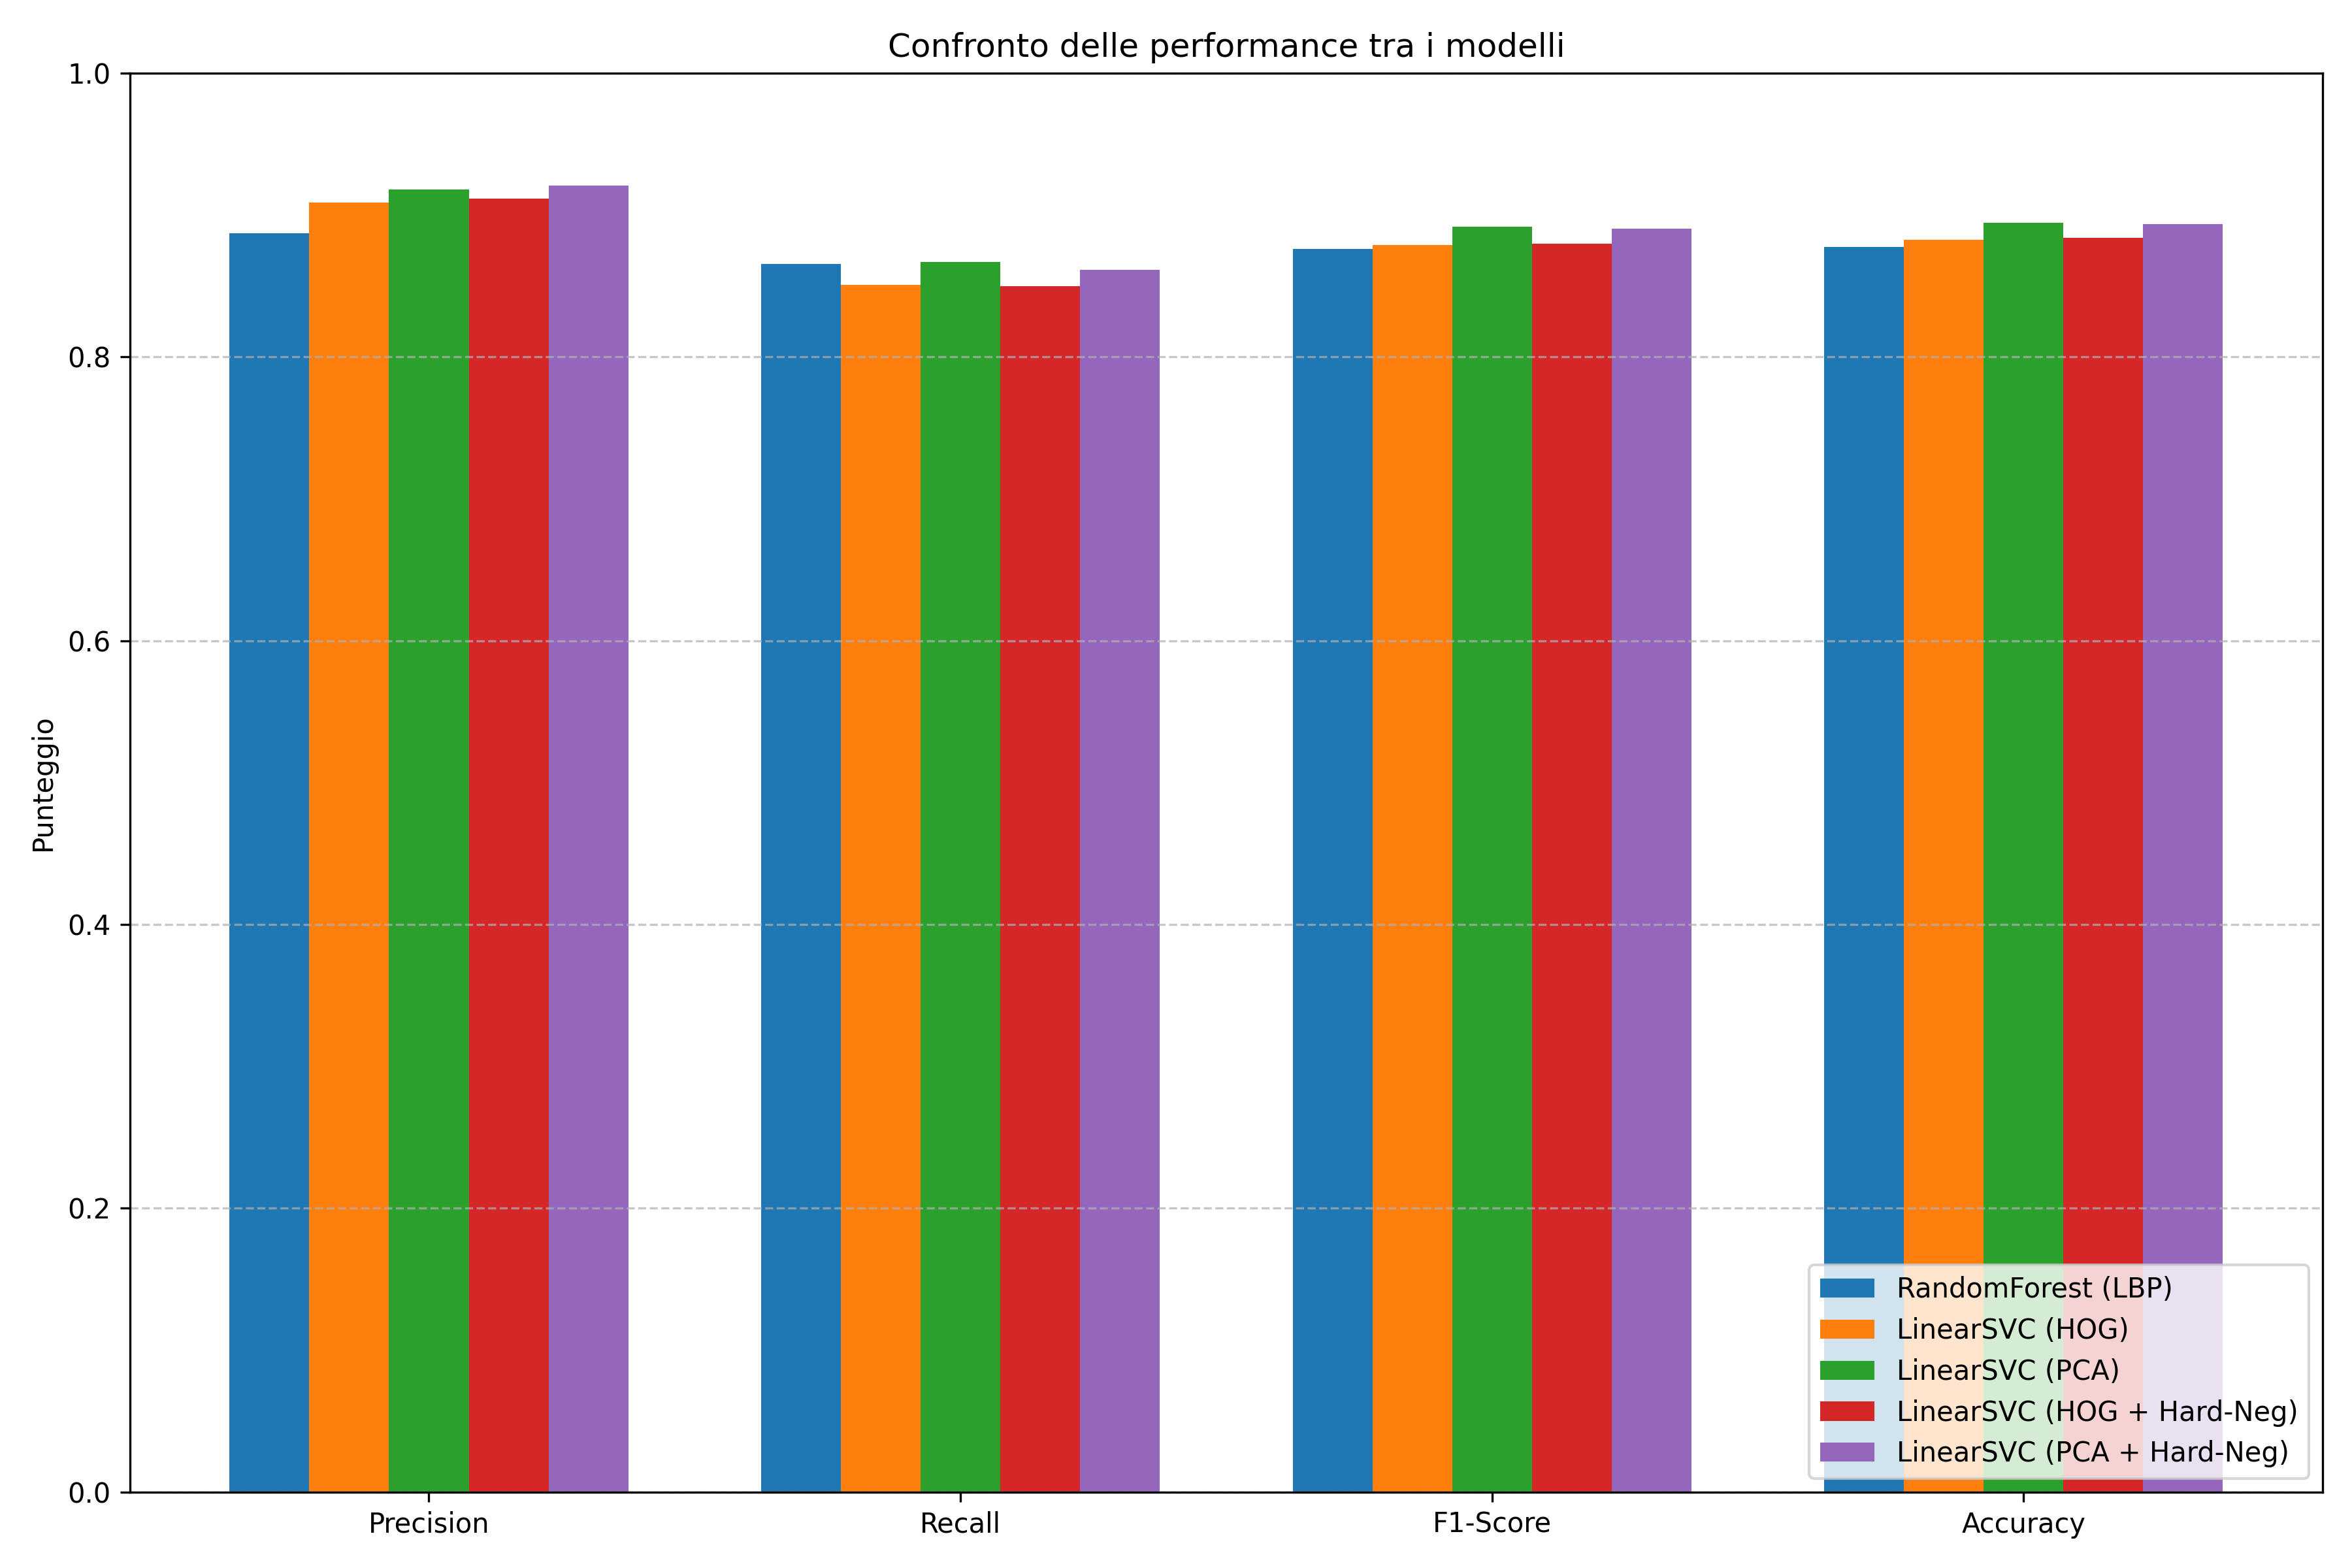 Confronto delle performance tra i modelli
Punteggio
1.0
0.8
0.6
0.4
0.2
0.0
Precision
Recall
F1-Score
Accuracy
RandomForest (LBP)
LinearSVC (HOG)
LinearSVC (PCA)
LinearSVC (HOG + Hard-Neg)
LinearSVC (PCA + Hard-Neg)